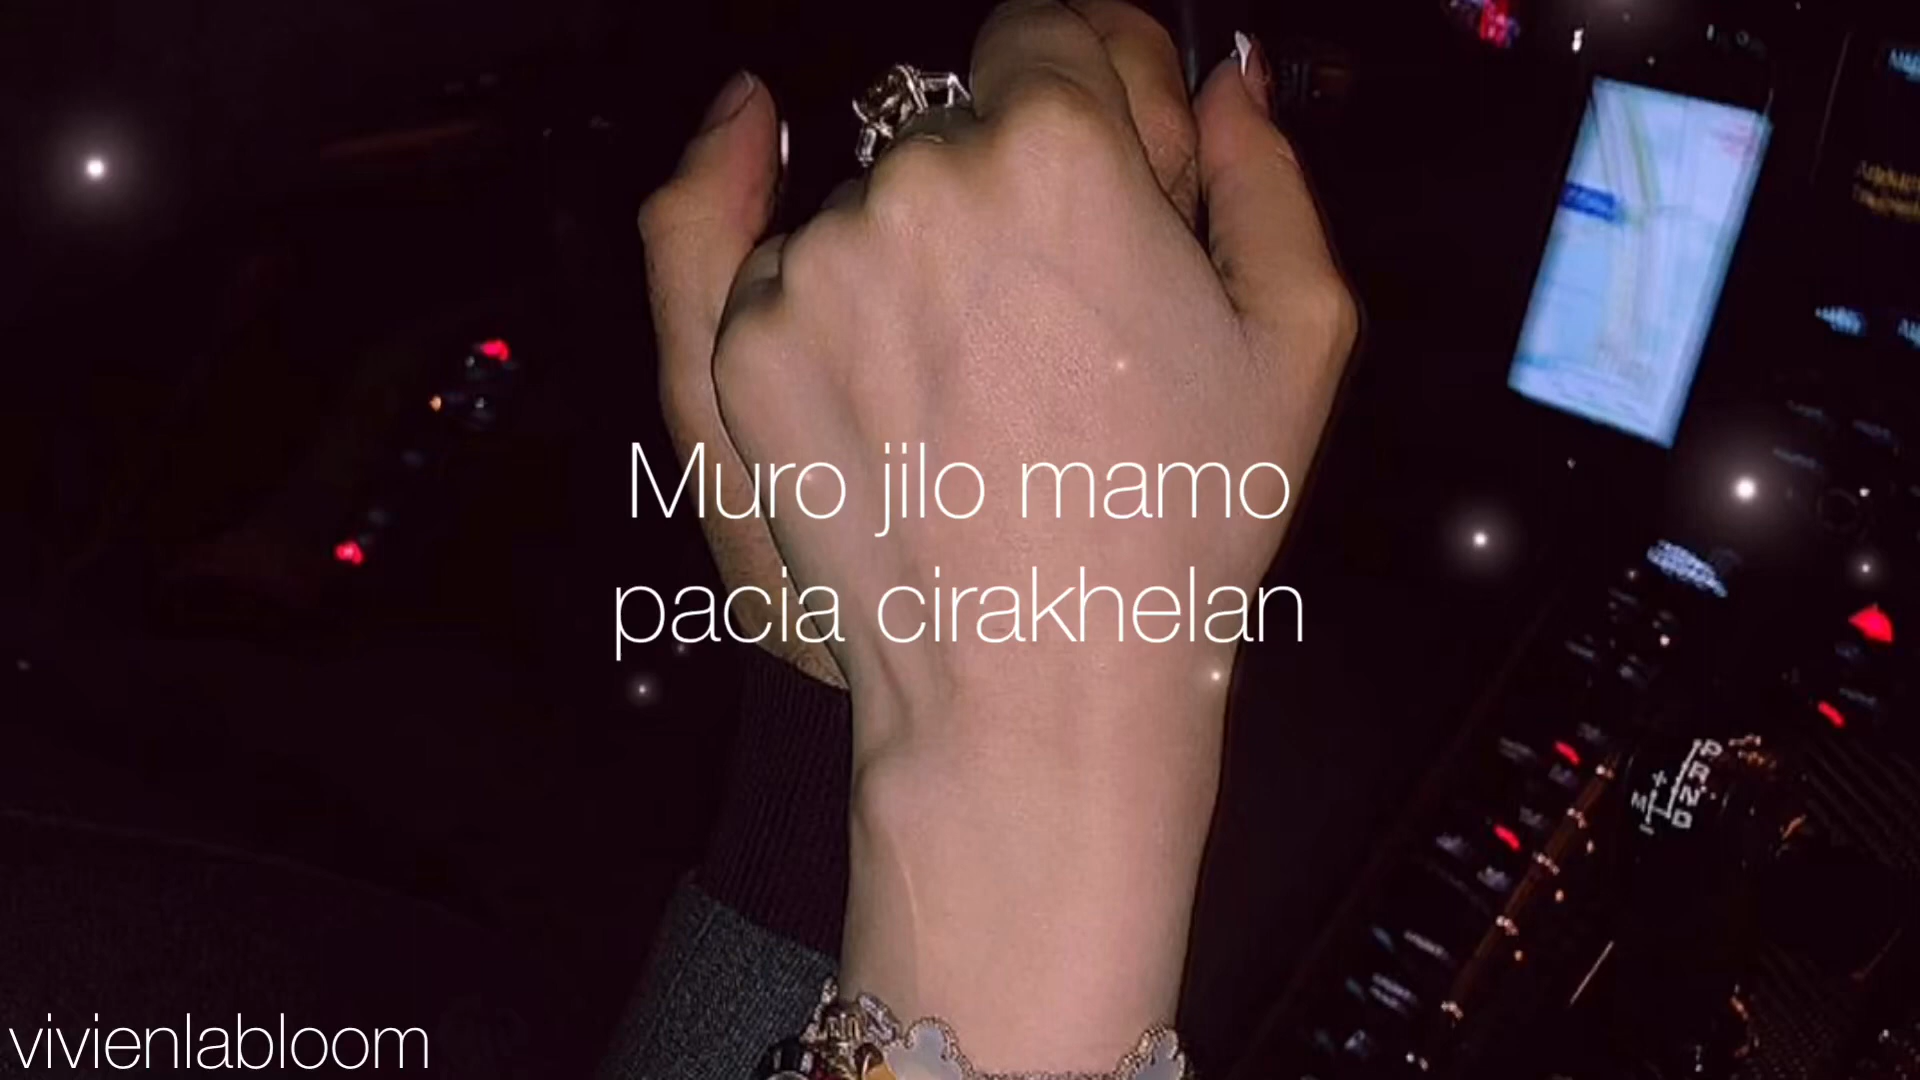 Muro jilo mamo
pacia cirakhelan
P
R
N
D
+
M
−
vivienlabloom